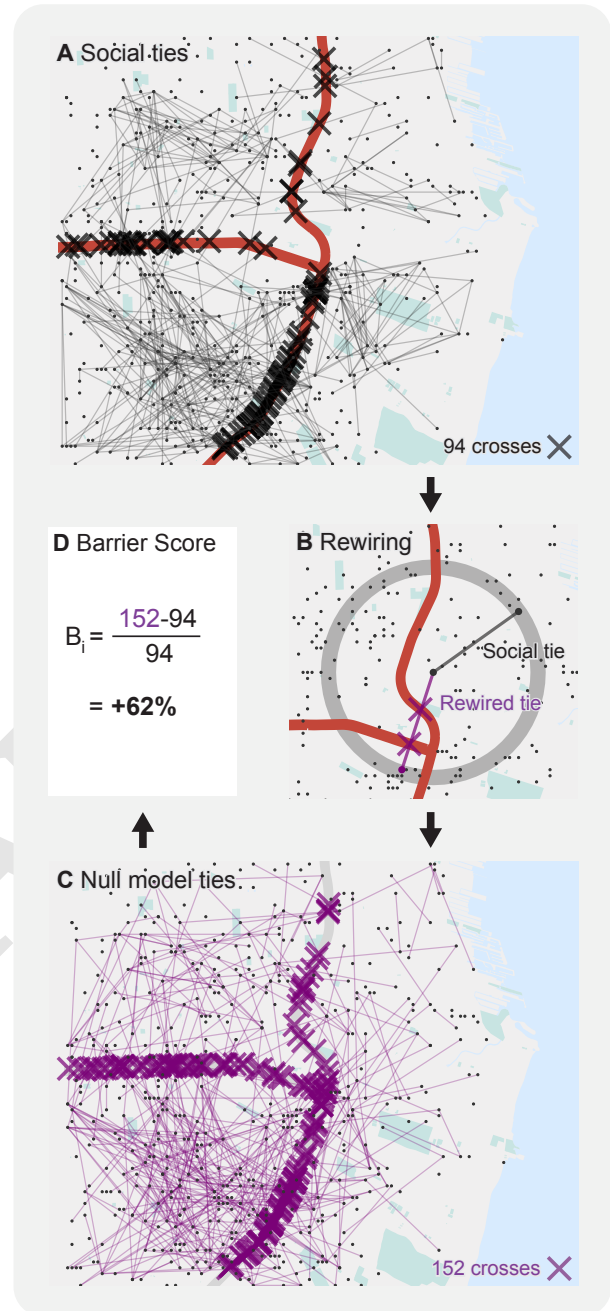 A Social ties
94 crosses
D Barrier Score
B_i = 152-94
94
= +62%
B Rewiring
Social tie
Rewired tie
C Null model ties
152 crosses